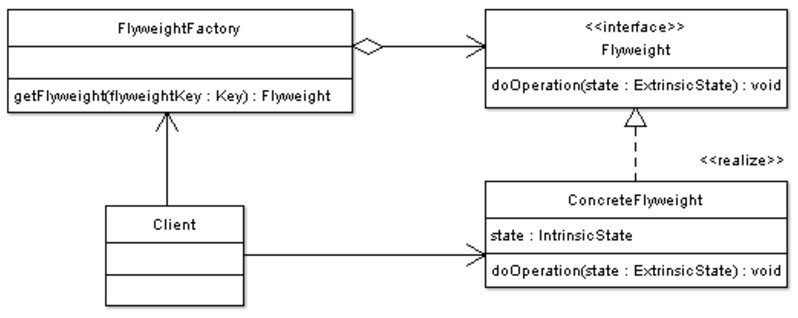 FlyweightFactory
getFlyweight(flyweightKey : Key) : Flyweight
<<interface>>
Flyweight
doOperation(state : ExtrinsicState) : void
<<realize>>
Client
ConcreteFlyweight
state : IntrinsicState
doOperation(state : ExtrinsicState) : void